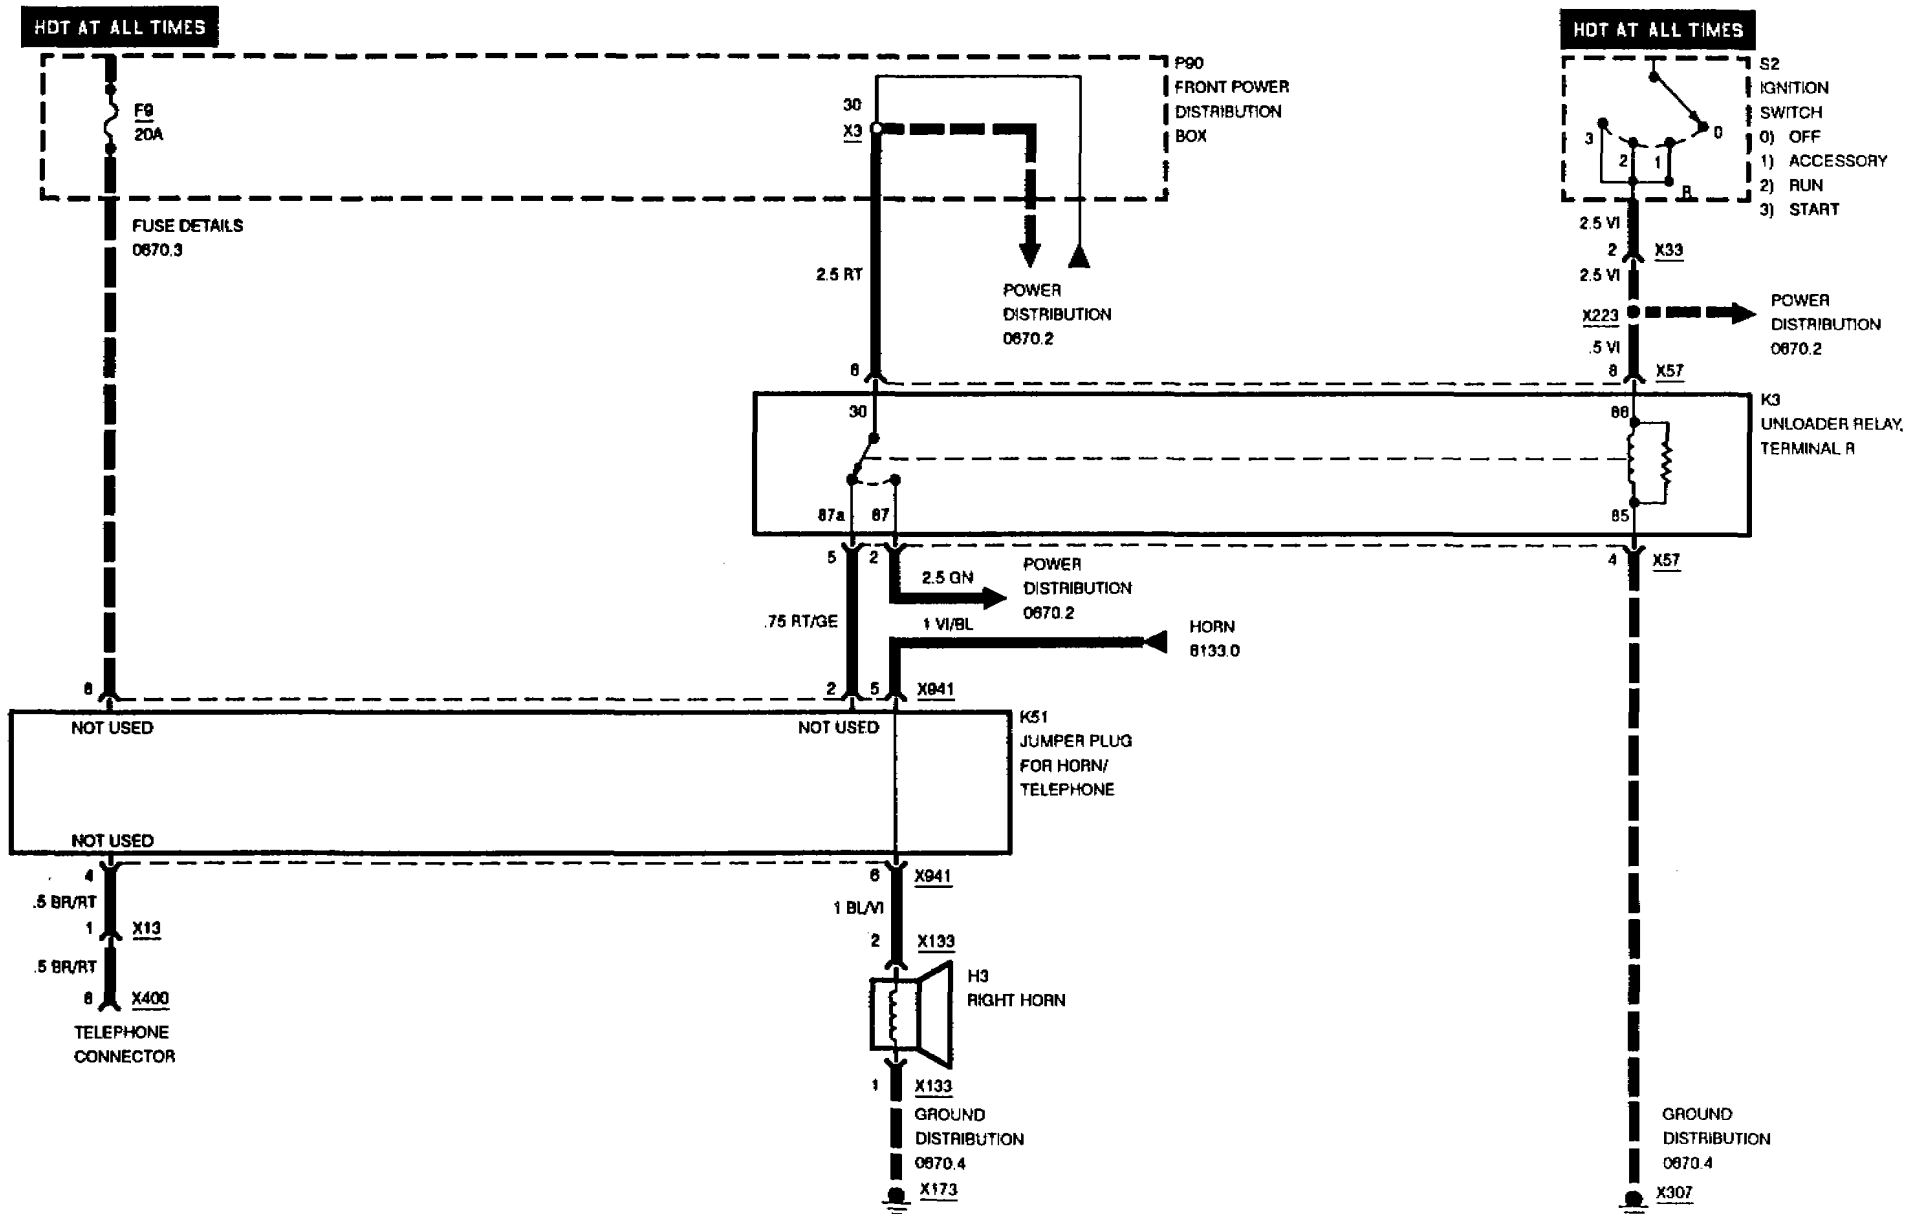 HOT AT ALL TIMES
HOT AT ALL TIMES
F9
20A
30
X3
P90
FRONT POWER
DISTRIBUTION
BOX
S2
IGNITION
SWITCH
0) OFF
1) ACCESSORY
2) RUN
3) START
3
2
1
0
R
FUSE DETAILS
0670.3
2.5 RT
POWER
DISTRIBUTION
0670.2
2.5 VI
2
X33
2.5 VI
X223
POWER
DISTRIBUTION
0670.2
.5 VI
6
8
X57
30
86
K3
UNLOADER RELAY,
TERMINAL R
87a
87
85
5
2
4
X57
2.5 GN
POWER
DISTRIBUTION
0670.2
.75 RT/GE
1 VI/BL
HORN
6133.0
8
2
5
X941
NOT USED
NOT USED
K51
JUMPER PLUG
FOR HORN/
TELEPHONE
NOT USED
4
6
X941
.5 BR/RT
1 BL/VI
1
X13
2
X133
.5 BR/RT
6
X400
TELEPHONE
CONNECTOR
H3
RIGHT HORN
1
X133
GROUND
DISTRIBUTION
0670.4
X173
GROUND
DISTRIBUTION
0670.4
X307